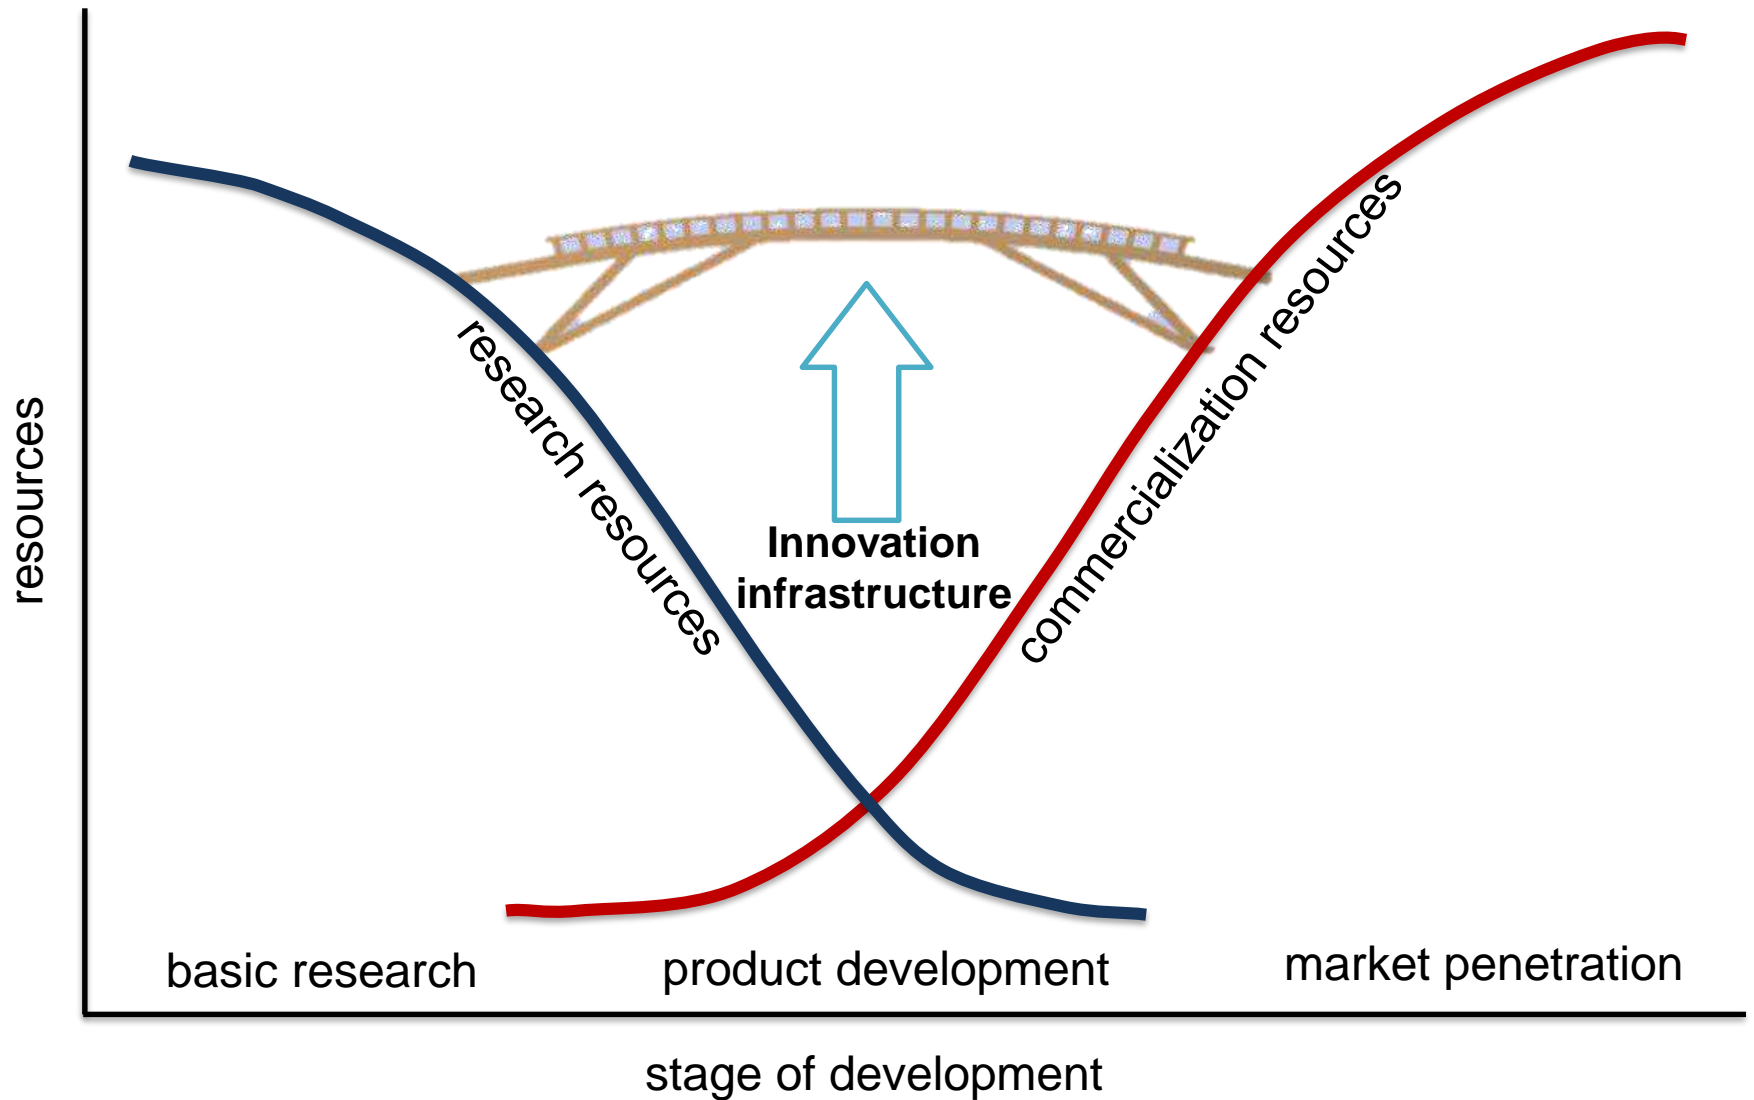 resources
research resources
commercialization resources
Innovation
infrastructure
basic research
product development
market penetration
stage of development